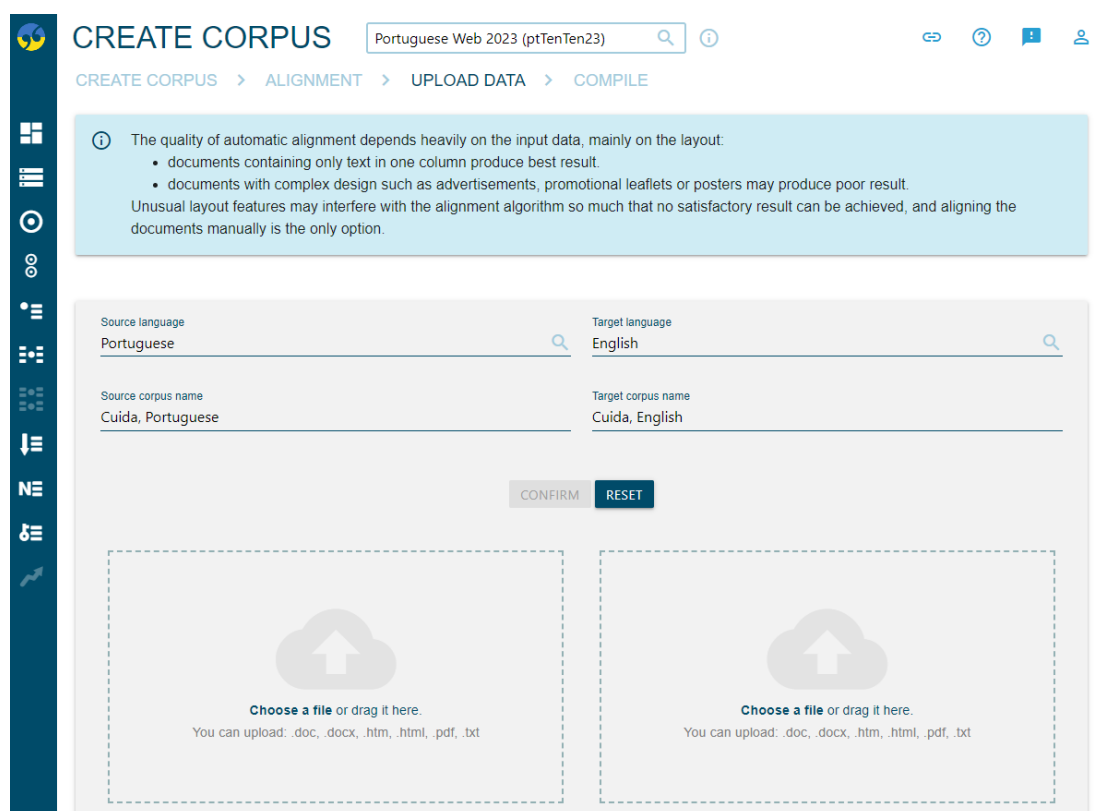 CREATE CORPUS
Portuguese Web 2023 (ptTenTen23)
CREATE CORPUS > ALIGNMENT > UPLOAD DATA > COMPILE
The quality of automatic alignment depends heavily on the input data, mainly on the layout:
• documents containing only text in one column produce best result.
• documents with complex design such as advertisements, promotional leaflets or posters may produce poor result.
Unusual layout features may interfere with the alignment algorithm so much that no satisfactory result can be achieved, and aligning the
documents manually is the only option.
Source language
Portuguese
Target language
English
Source corpus name
Cuida, Portuguese
Target corpus name
Cuida, English
CONFIRM
RESET
Choose a file or drag it here.
You can upload: .doc, .docx, .htm, .html, .pdf, .txt
Choose a file or drag it here.
You can upload: .doc, .docx, .htm, .html, .pdf, .txt
N